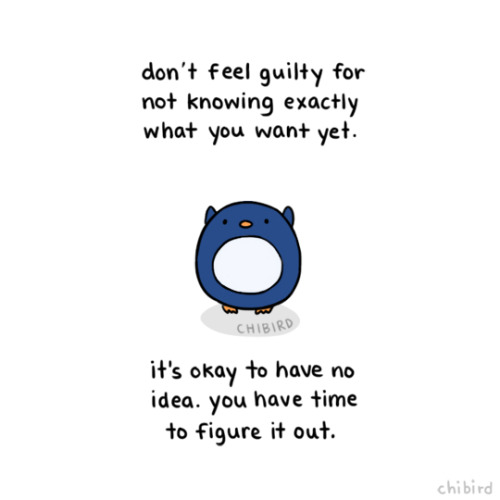 don't feel guilty for
not knowing exactly
what you want yet.
CHIBIRD
it's okay to have no
idea. you have time
to figure it out.
chibird